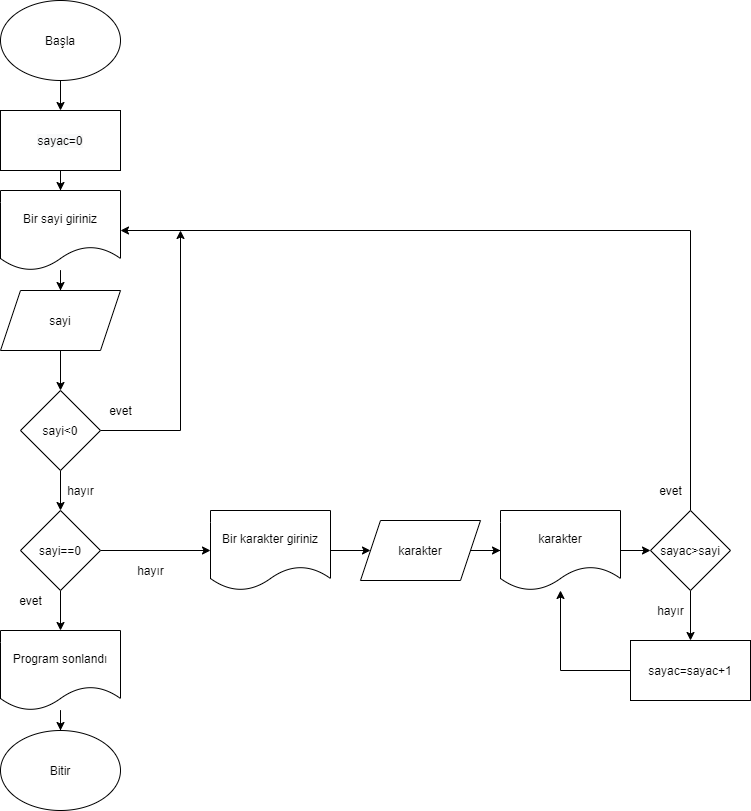 Başla
sayac=0
Bir sayi giriniz
sayi
sayi<0
evet
hayır
sayi==0
hayır
evet
Bir karakter giriniz
karakter
karakter
sayac>sayi
evet
hayır
sayac=sayac+1
Program sonlandı
Bitir